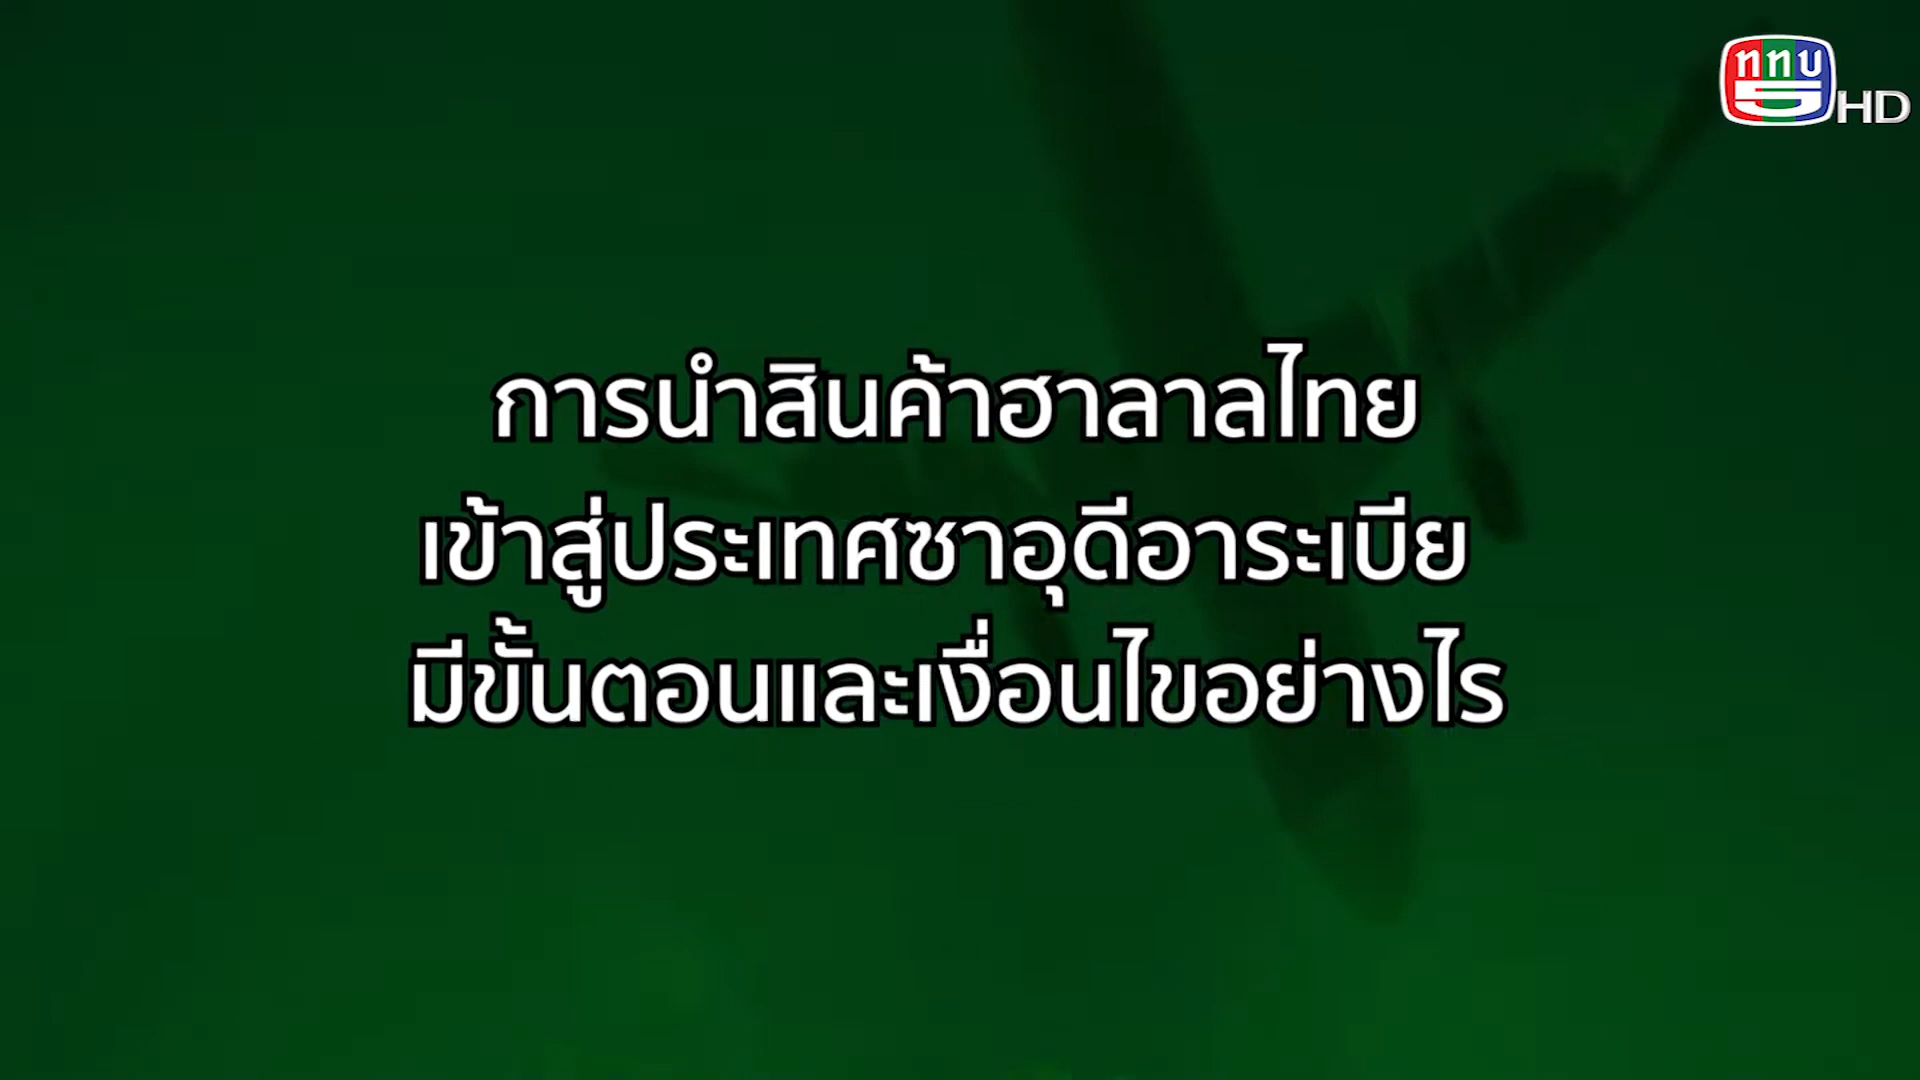 ททบ
5 HD
การนำสินค้าฮาลาลไทย
เข้าสู่ประเทศซาอุดีอาระเบีย
มีขั้นตอนและเงื่อนไขอย่างไร